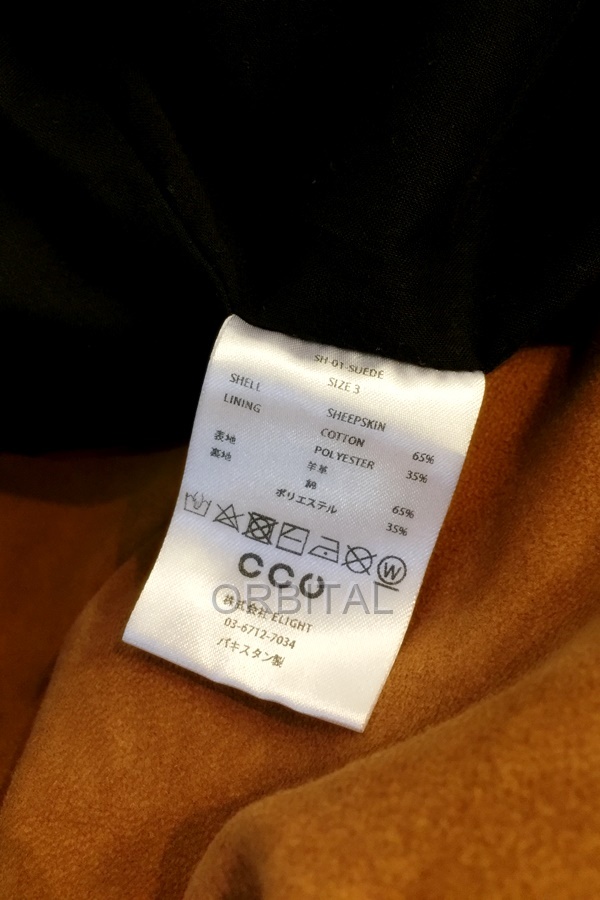 SH-01-SUEDE
SIZE 3
SHELL SHEEPSKIN
LINING COTTON 65%
POLYESTER 35%
表地 羊革
裏地 綿 65%
ポリエステル 35%
W
CCO
ORBITAL
株式会社 ELIGHT
03-6712-7034
パキスタン製